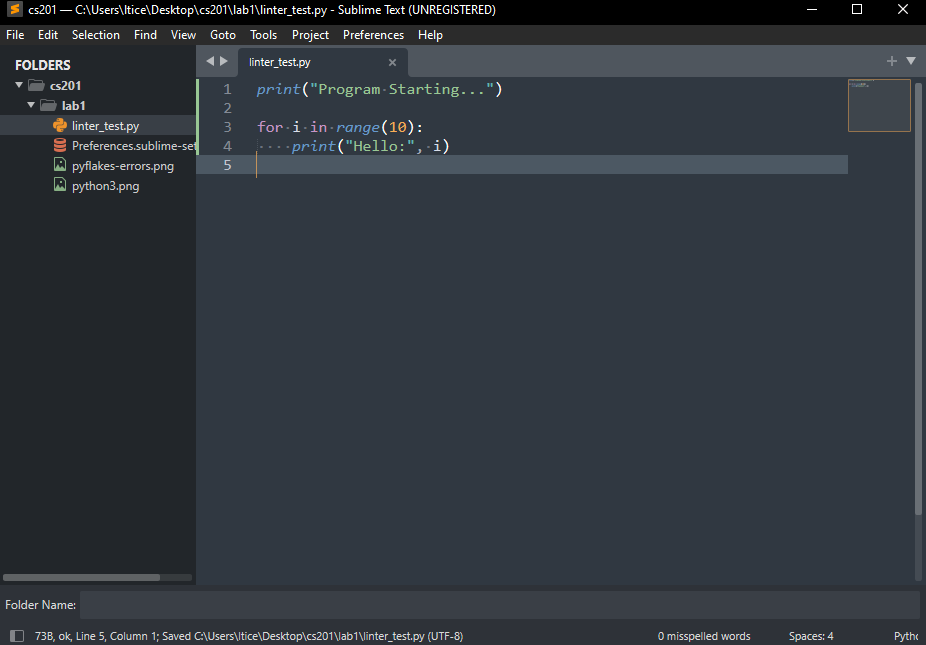 cs201 — C:\Users\ltice\Desktop\cs201\lab1\linter_test.py - Sublime Text (UNREGISTERED)
File Edit Selection Find View Goto Tools Project Preferences Help
FOLDERS
cs201
lab1
linter_test.py
Preferences.sublime-set
pyflakes-errors.png
python3.png
linter_test.py
1 print("Program Starting...")
2
3 for i in range(10):
4     print("Hello:", i)
5
Folder Name:
73B, ok, Line 5, Column 1; Saved C:\Users\ltice\Desktop\cs201\lab1\linter_test.py (UTF-8) 0 misspelled words Spaces: 4 Pytho